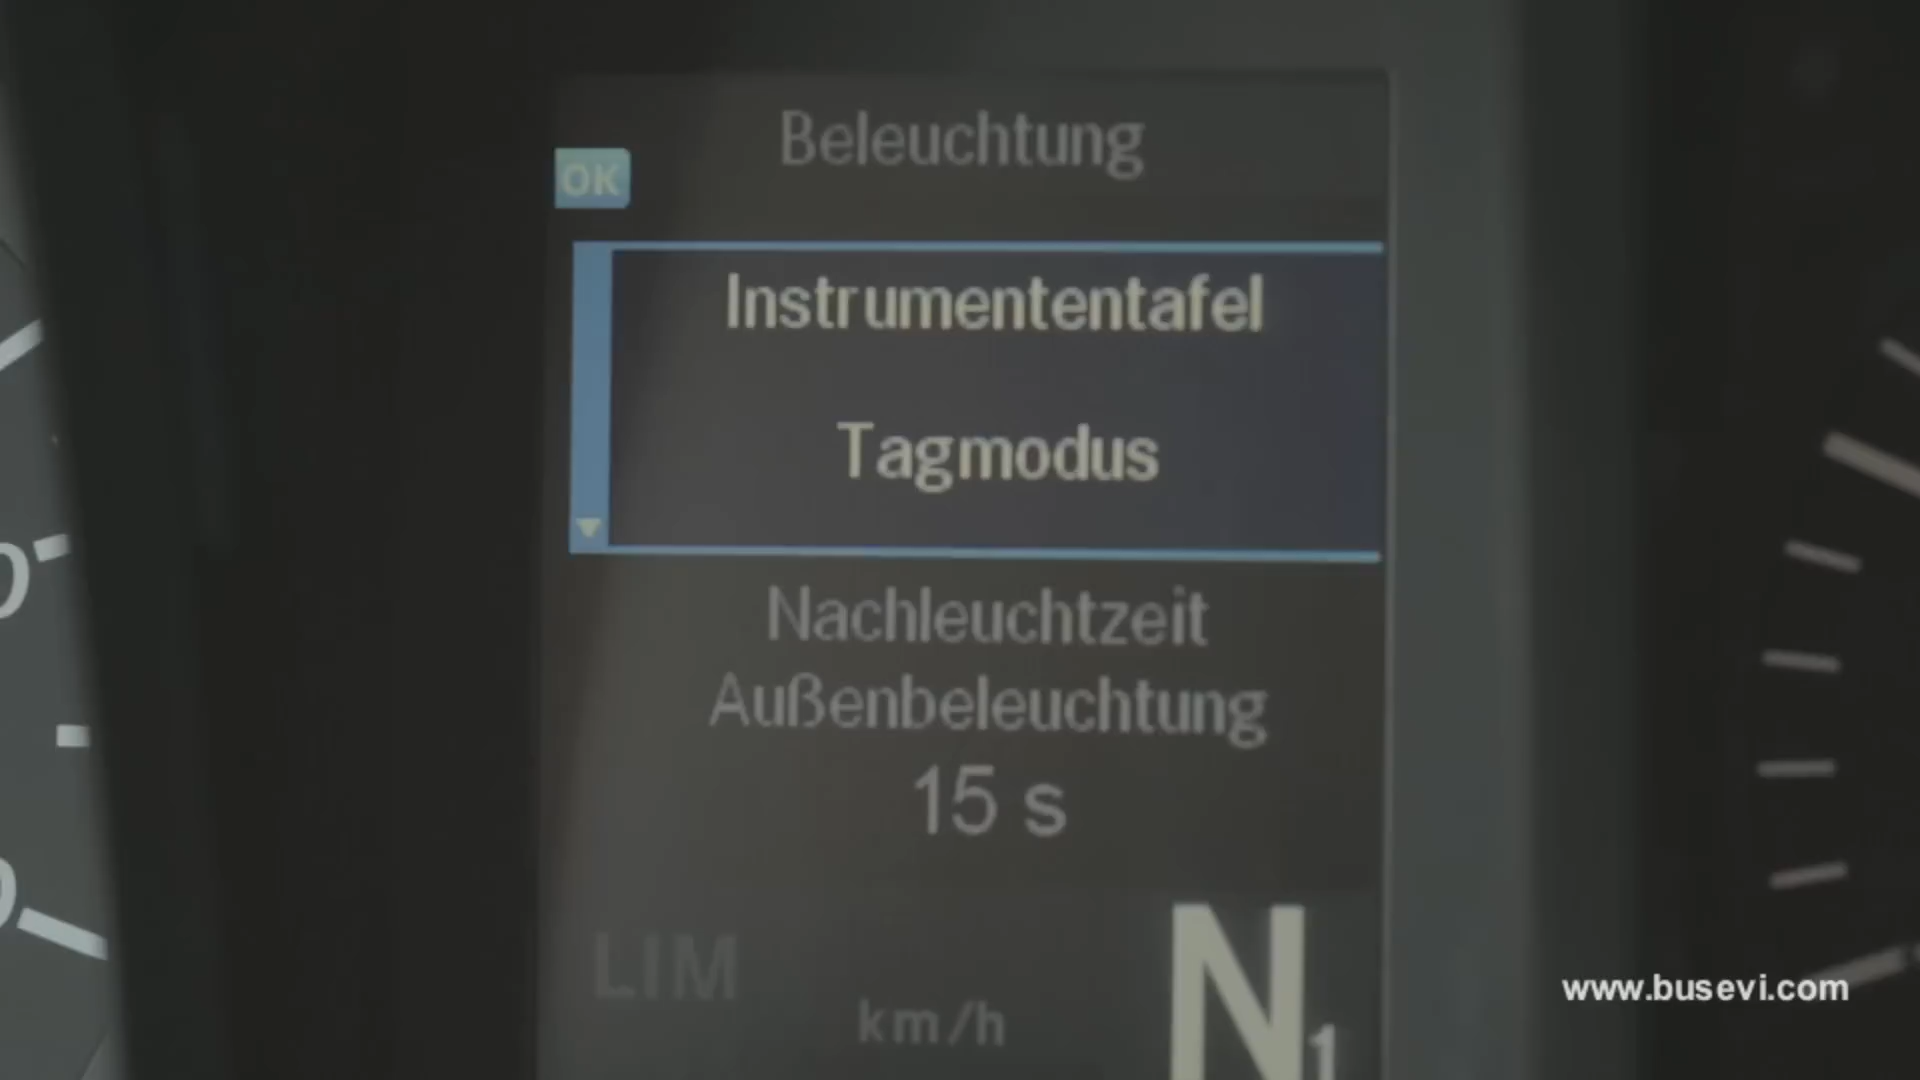 Beleuchtung
OK
Instrumententafel
Tagmodus
Nachleuchtzeit
Außenbeleuchtung
15 s
LIM
km/h
N1
www.busevi.com